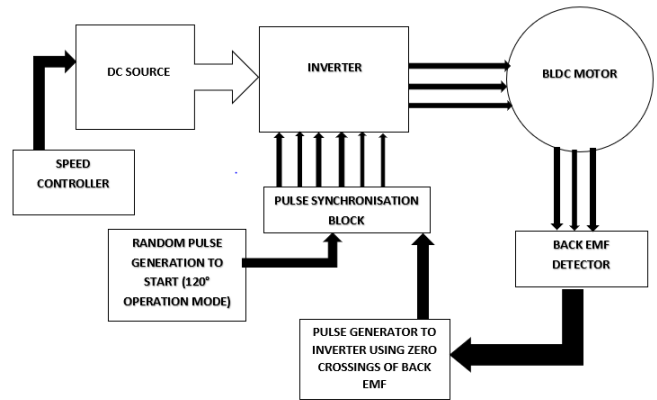 DC SOURCE
INVERTER
BLDC MOTOR
SPEED
CONTROLLER
PULSE SYNCHRONISATION
BLOCK
RANDOM PULSE
GENERATION TO
START (120°
OPERATION MODE)
BACK EMF
DETECTOR
PULSE GENERATOR TO
INVERTER USING ZERO
CROSSINGS OF BACK
EMF